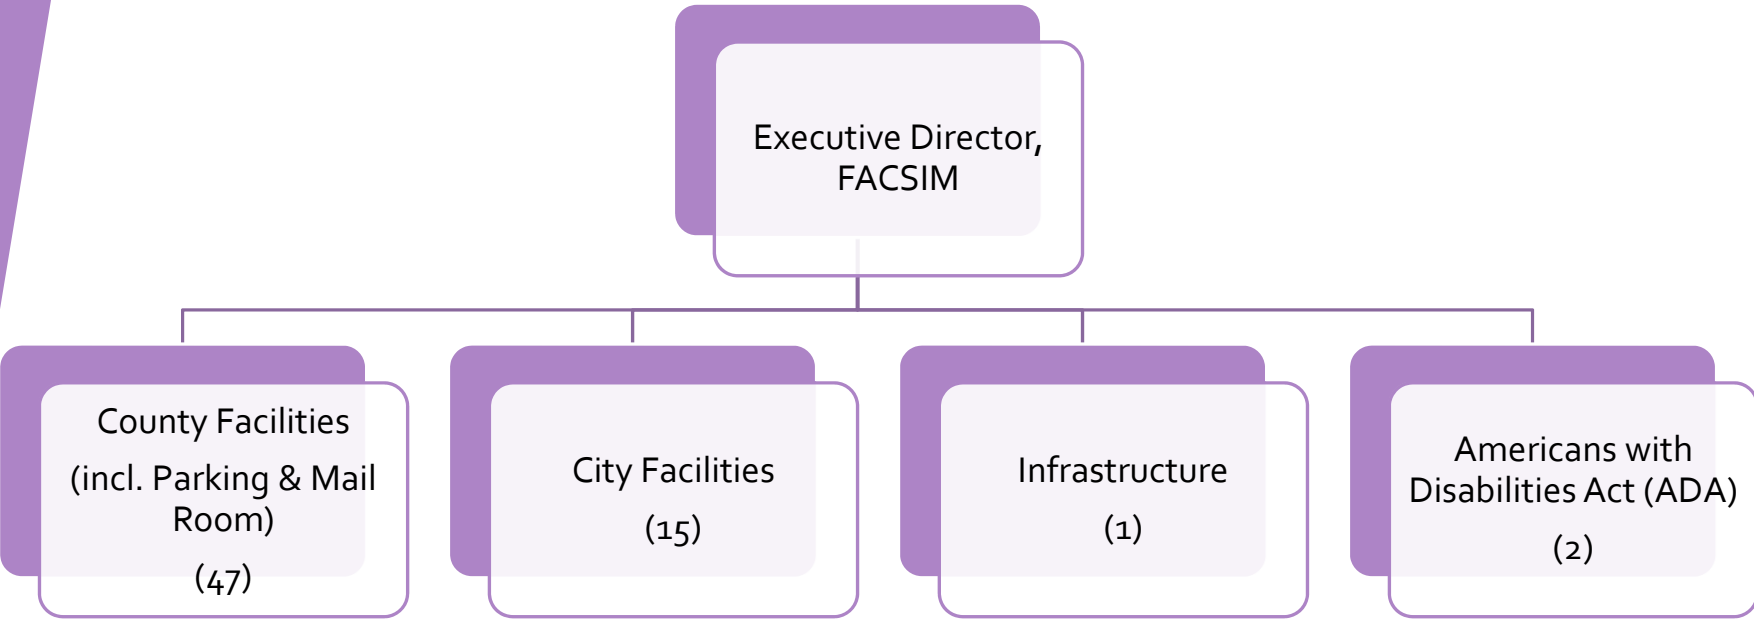 Executive Director,
FACSIM
County Facilities
(incl. Parking & Mail
Room)
(47)
City Facilities
(15)
Infrastructure
(1)
Americans with
Disabilities Act (ADA)
(2)